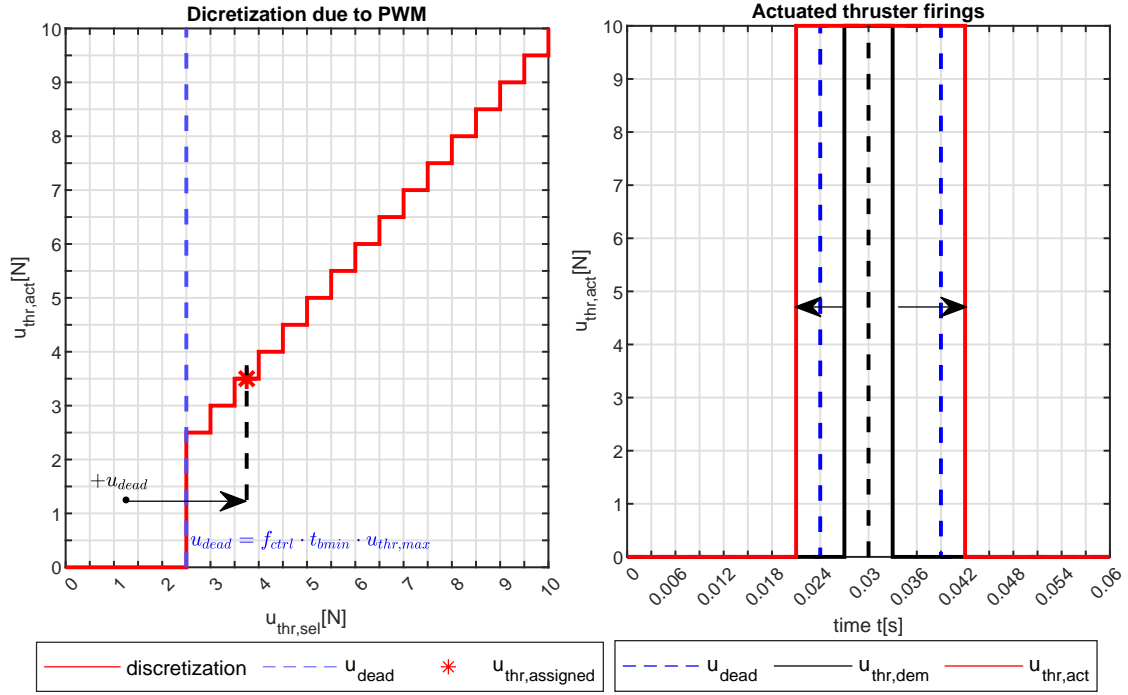 Dicretization due to PWM
u_thr,act[N]
10
9
8
7
6
5
4
3
2
1
0
+u_dead
u_dead = f_ctrl · t_bmin · u_thr,max
0 1 2 3 4 5 6 7 8 9 10
u_thr,sel[N]
discretization u_dead u_thr,assigned
Actuated thruster firings
u_thr,act[N]
10
9
8
7
6
5
4
3
2
1
0
0 0.006 0.012 0.018 0.024 0.03 0.036 0.042 0.048 0.054 0.06
time t[s]
u_dead u_thr,dem u_thr,act